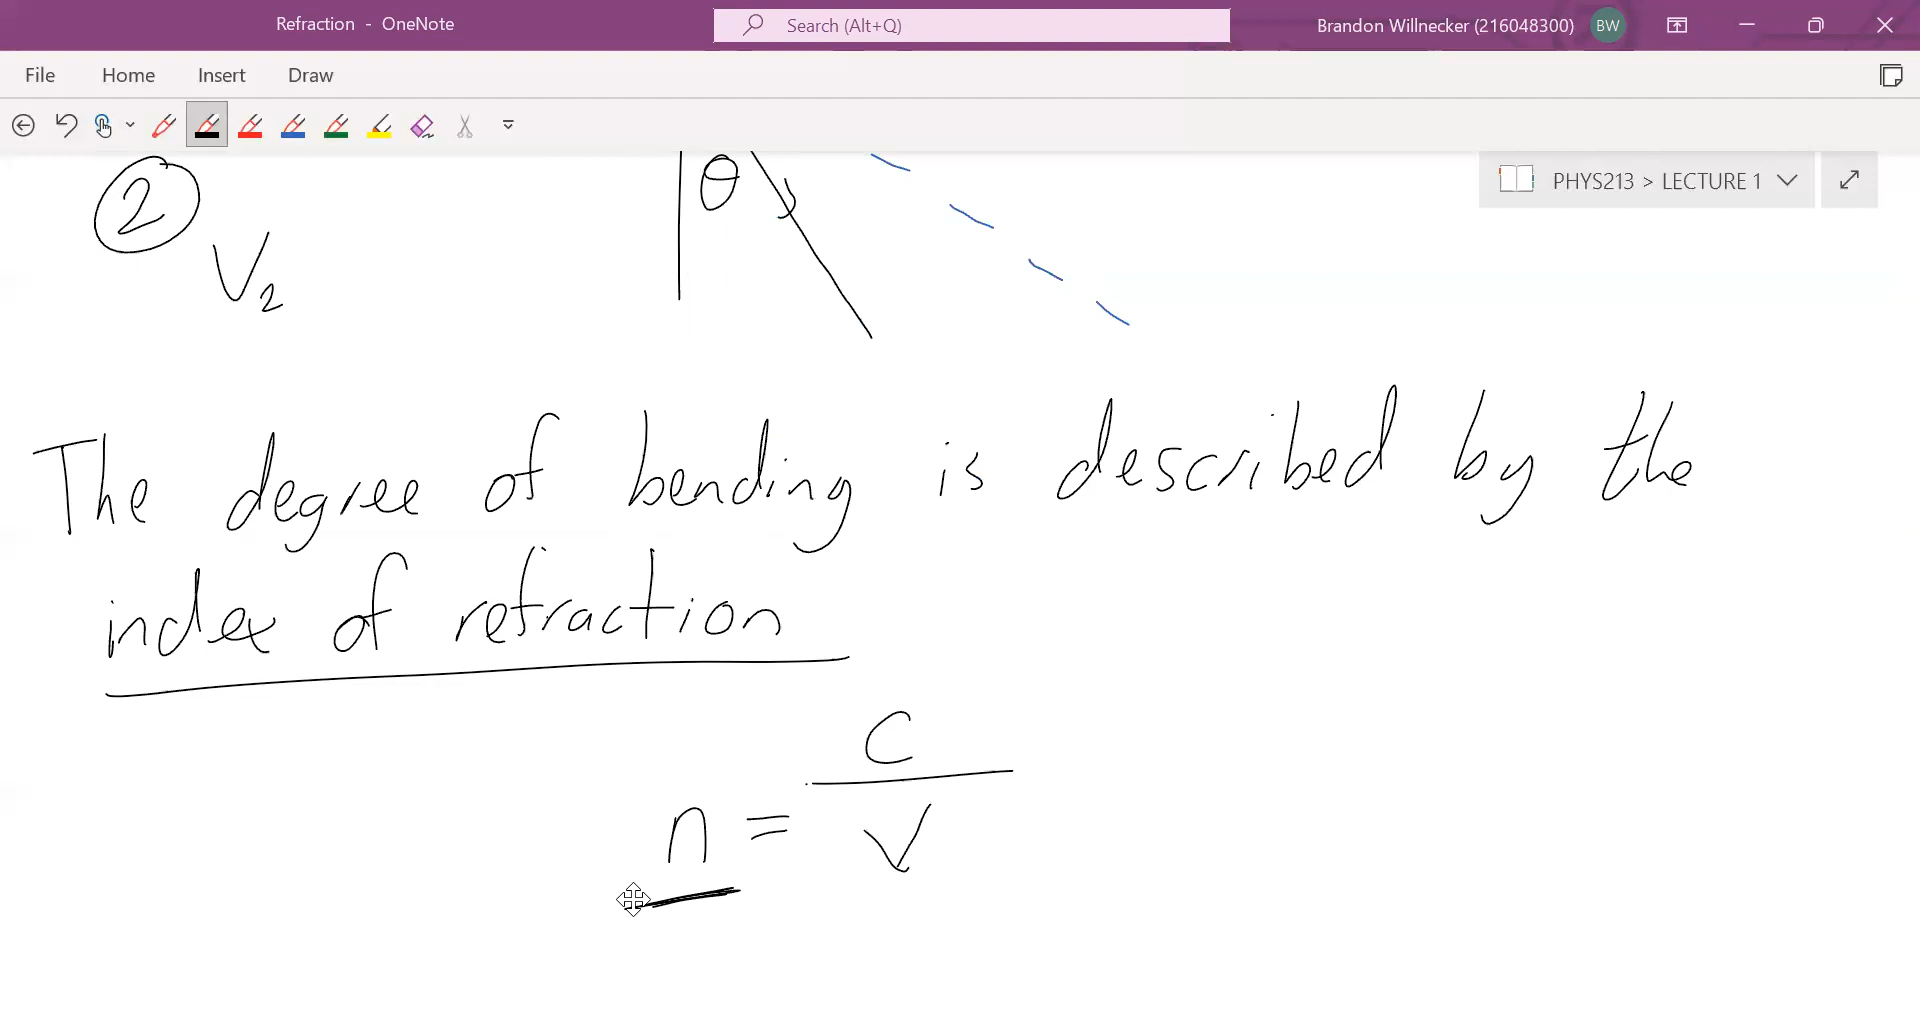 Refraction - OneNote
Search (Alt+Q)
Brandon Willnecker (216048300)
BW
File Home Insert Draw
PHYS213 > LECTURE 1
2
V2
θ
The degree of bending is described by the
index of refraction
n = c/v